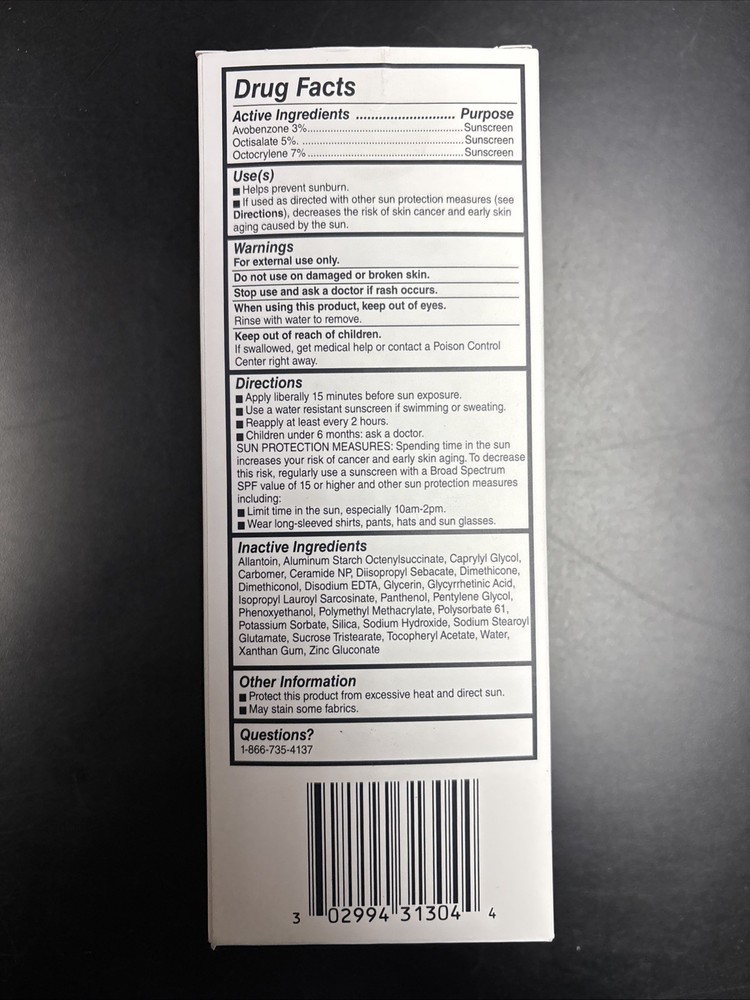 Drug Facts
Active Ingredients .......................... Purpose
Avobenzone 3%.................................................. Sunscreen
Octisalate 5%. .................................................. Sunscreen
Octocrylene 7%.................................................. Sunscreen
Use(s)
■ Helps prevent sunburn.
■ If used as directed with other sun protection measures (see
Directions), decreases the risk of skin cancer and early skin
aging caused by the sun.
Warnings
For external use only.
Do not use on damaged or broken skin.
Stop use and ask a doctor if rash occurs.
When using this product, keep out of eyes.
Rinse with water to remove.
Keep out of reach of children.
If swallowed, get medical help or contact a Poison Control
Center right away.
Directions
■ Apply liberally 15 minutes before sun exposure.
■ Use a water resistant sunscreen if swimming or sweating.
■ Reapply at least every 2 hours.
■ Children under 6 months: ask a doctor.
SUN PROTECTION MEASURES: Spending time in the sun
increases your risk of cancer and early skin aging. To decrease
this risk, regularly use a sunscreen with a Broad Spectrum
SPF value of 15 or higher and other sun protection measures
including:
■ Limit time in the sun, especially 10am-2pm.
■ Wear long-sleeved shirts, pants, hats and sun glasses.
Inactive Ingredients
Allantoin, Aluminum Starch Octenylsuccinate, Caprylyl Glycol,
Carbomer, Ceramide NP, Diisopropyl Sebacate, Dimethicone,
Dimethiconol, Disodium EDTA, Glycerin, Glycyrrhetinic Acid,
Isopropyl Lauroyl Sarcosinate, Panthenol, Pentylene Glycol,
Phenoxyethanol, Polymethyl Methacrylate, Polysorbate 61,
Potassium Sorbate, Silica, Sodium Hydroxide, Sodium Stearoyl
Glutamate, Sucrose Tristearate, Tocopheryl Acetate, Water,
Xanthan Gum, Zinc Gluconate
Other Information
■ Protect this product from excessive heat and direct sun.
■ May stain some fabrics.
Questions?
1-866-735-4137
3 02994 31304 4